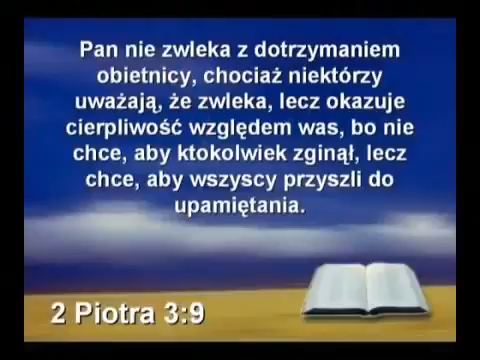 Pan nie zwleka z dotrzymaniem
obietnicy, chociaż niektórzy
uważają, że zwleka, lecz okazuje
cierpliwość względem was, bo nie
chce, aby ktokolwiek zginął, lecz
chce, aby wszyscy przyszli do
upamiętania.
2 Piotra 3:9